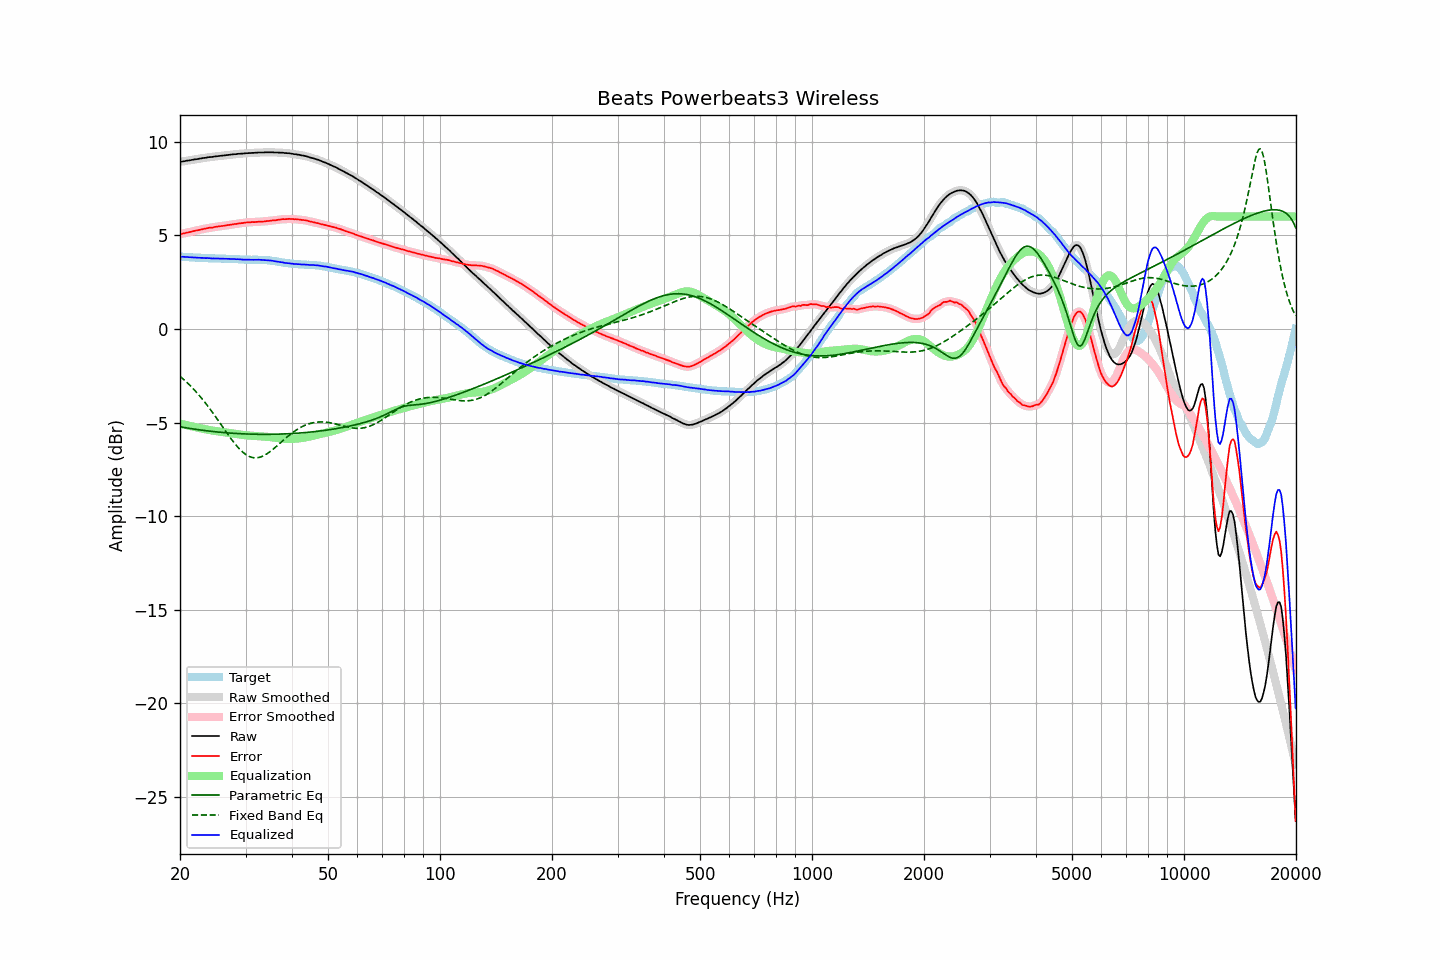 Beats Powerbeats3 Wireless
Amplitude (dBr)
10
5
0
−5
−10
−15
−20
−25
Target
Raw Smoothed
Error Smoothed
Raw
Error
Equalization
Parametric Eq
Fixed Band Eq
Equalized
20
50
100
200
500
1000
2000
5000
10000
20000
Frequency (Hz)